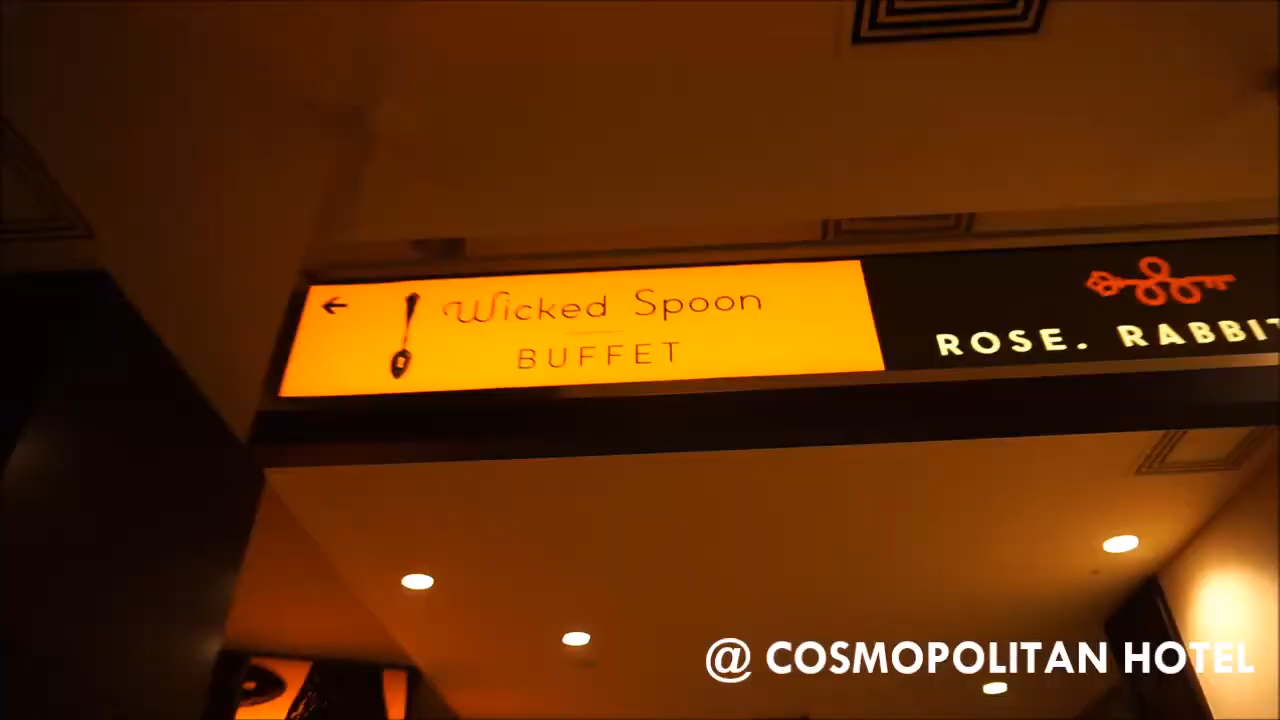 Wicked Spoon
BUFFET
ROSE. RABBIT
@ COSMOPOLITAN HOTEL